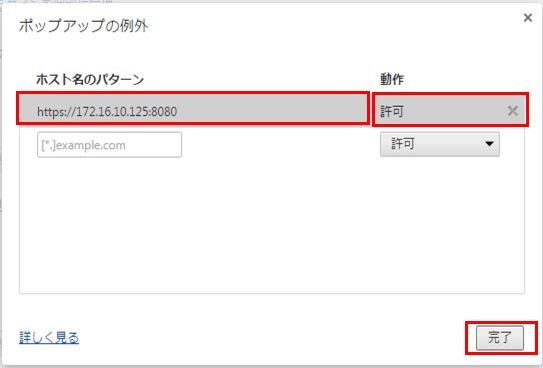 ポップアップの例外
ホスト名のパターン 動作
https://172.16.10.125:8080 許可
[*.]example.com 許可
詳しく見る 完了